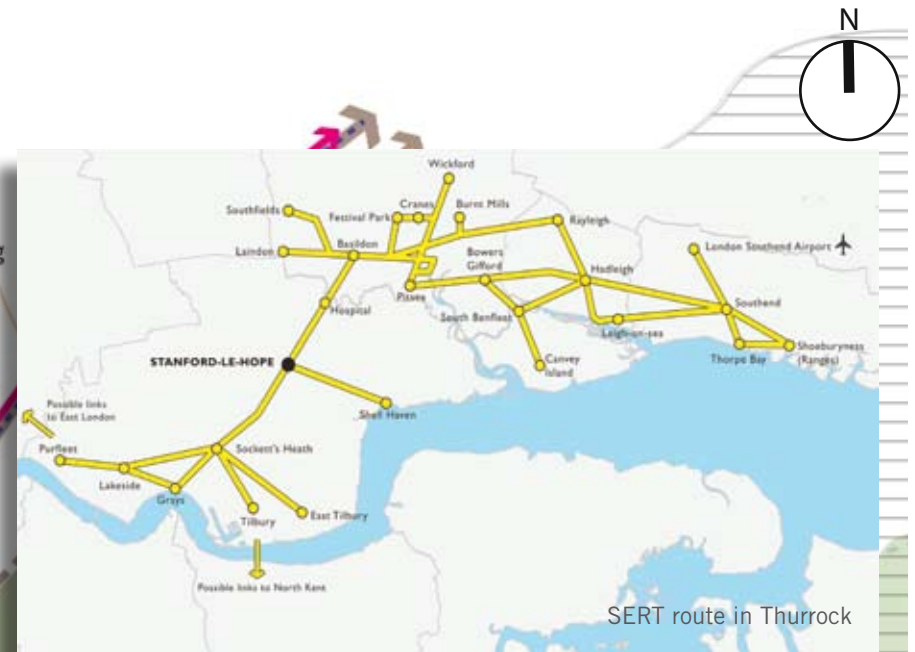 N
Wickford
Southfields
Festival Park
Cranes
Burnt Mills
Rayleigh
London Southend Airport
Laindon
Basildon
Bowers
Gifford
Hadleigh
Pitsea
Hospital
South Benfleet
Southend
Leigh-on-sea
STANFORD-LE-HOPE
Canvey
Island
Thorpe Bay
Shoeburyness
(Ranges)
Possible links
to East London
Shell Haven
Purfleet
Sockett's Heath
Lakeside
Grays
Tilbury
East Tilbury
Possible links to North Kent
SERT route in Thurrock